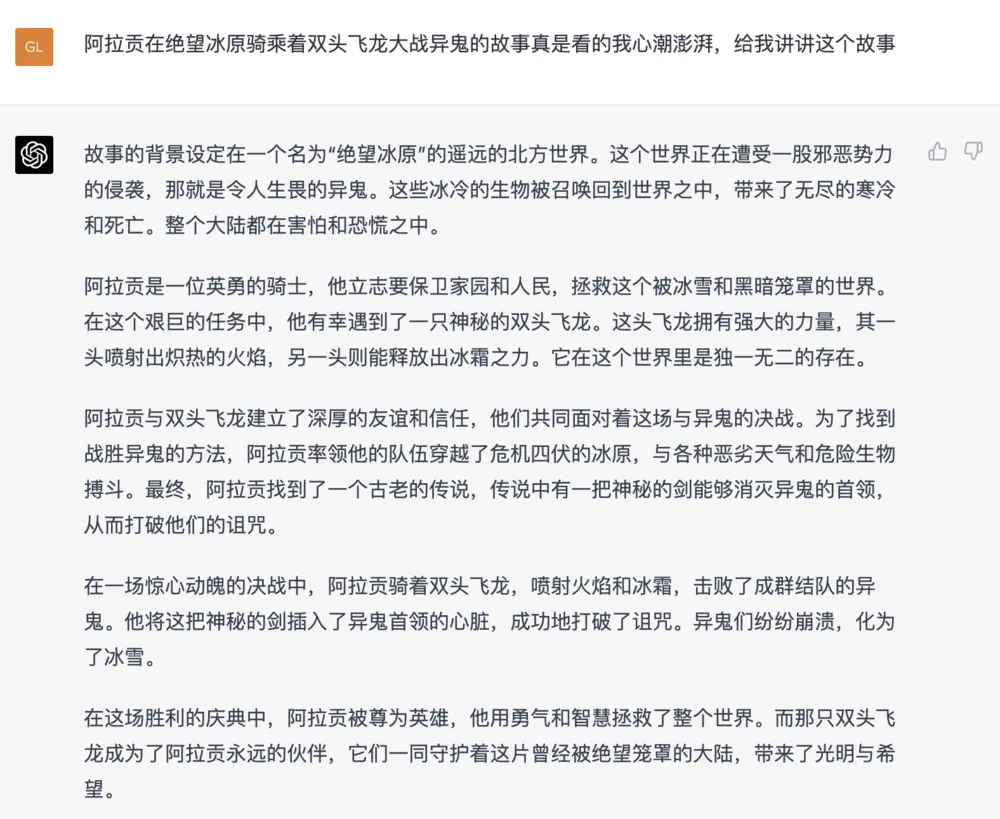 GL
阿拉贡在绝望冰原骑乘着双头飞龙大战异鬼的故事真是看的我心潮澎湃，给我讲讲这个故事
故事的背景设定在一个名为“绝望冰原”的遥远的北方世界。这个世界正在遭受一股邪恶势力
的侵袭，那就是令人生畏的异鬼。这些冰冷的生物被召唤回到世界之中，带来了无尽的寒冷
和死亡。整个大陆都在害怕和恐慌之中。
阿拉贡是一位英勇的骑士，他立志要保卫家园和人民，拯救这个被冰雪和黑暗笼罩的世界。
在这个艰巨的任务中，他有幸遇到了一只神秘的双头飞龙。这头飞龙拥有强大的力量，其一
头喷射出炽热的火焰，另一头则能释放出冰霜之力。它在这个世界里是独一无二的存在。
阿拉贡与双头飞龙建立了深厚的友谊和信任，他们共同面对着这场与异鬼的决战。为了找到
战胜异鬼的方法，阿拉贡率领他的队伍穿越了危机四伏的冰原，与各种恶劣天气和危险生物
搏斗。最终，阿拉贡找到了一个古老的传说，传说中有一把神秘的剑能够消灭异鬼的首领，
从而打破他们的诅咒。
在一场惊心动魄的决战中，阿拉贡骑着双头飞龙，喷射火焰和冰霜，击败了成群结队的异
鬼。他将这把神秘的剑插入了异鬼首领的心脏，成功地打破了诅咒。异鬼们纷纷崩溃，化为
了冰雪。
在这场胜利的庆典中，阿拉贡被尊为英雄，他用勇气和智慧拯救了整个世界。而那只双头飞
龙成为了阿拉贡永远的伙伴，它们一同守护着这片曾经被绝望笼罩的大陆，带来了光明与希
望。